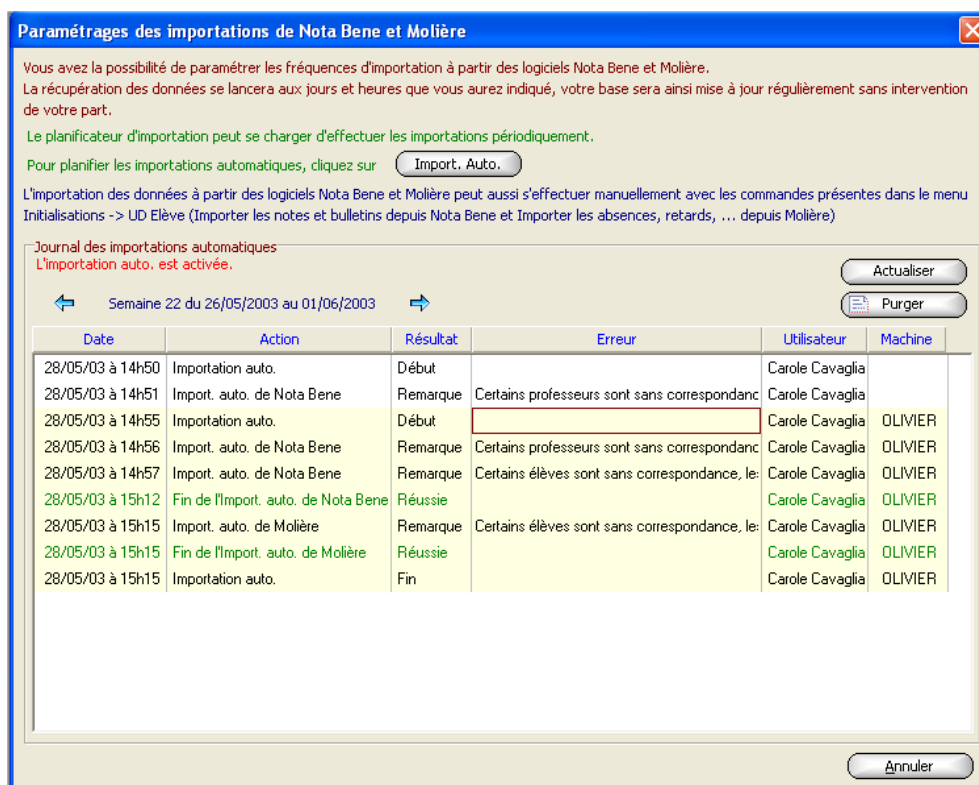 Paramétrages des importations de Nota Bene et Molière
Vous avez la possibilité de paramétrer les fréquences d'importation à partir des logiciels Nota Bene et Molière.
La récupération des données se lancera aux jours et heures que vous aurez indiqué, votre base sera ainsi mise à jour régulièrement sans intervention
de votre part.
Le planificateur d'importation peut se charger d'effectuer les importations périodiquement.
Pour planifier les importations automatiques, cliquez sur Import. Auto.
L'importation des données à partir des logiciels Nota Bene et Molière peut aussi s'effectuer manuellement avec les commandes présentes dans le menu
Initialisations -> UD Elève (Importer les notes et bulletins depuis Nota Bene et Importer les absences, retards, ... depuis Molière)
Journal des importations automatiques
L'importation auto. est activée.
Actualiser
Semaine 22 du 26/05/2003 au 01/06/2003
Purger
Date Action Résultat Erreur Utilisateur Machine
28/05/03 à 14h50 Importation auto. Début Carole Cavaglia
28/05/03 à 14h51 Import. auto. de Nota Bene Remarque Certains professeurs sont sans correspondanc Carole Cavaglia
28/05/03 à 14h55 Importation auto. Début Carole Cavaglia OLIVIER
28/05/03 à 14h56 Import. auto. de Nota Bene Remarque Certains professeurs sont sans correspondanc Carole Cavaglia OLIVIER
28/05/03 à 14h57 Import. auto. de Nota Bene Remarque Certains élèves sont sans correspondance, le Carole Cavaglia OLIVIER
28/05/03 à 15h12 Fin de l'Import. auto. de Nota Bene Réussie Carole Cavaglia OLIVIER
28/05/03 à 15h15 Import. auto. de Molière Remarque Certains élèves sont sans correspondance, le Carole Cavaglia OLIVIER
28/05/03 à 15h15 Fin de l'Import. auto. de Molière Réussie Carole Cavaglia OLIVIER
28/05/03 à 15h15 Importation auto. Fin Carole Cavaglia OLIVIER
Annuler